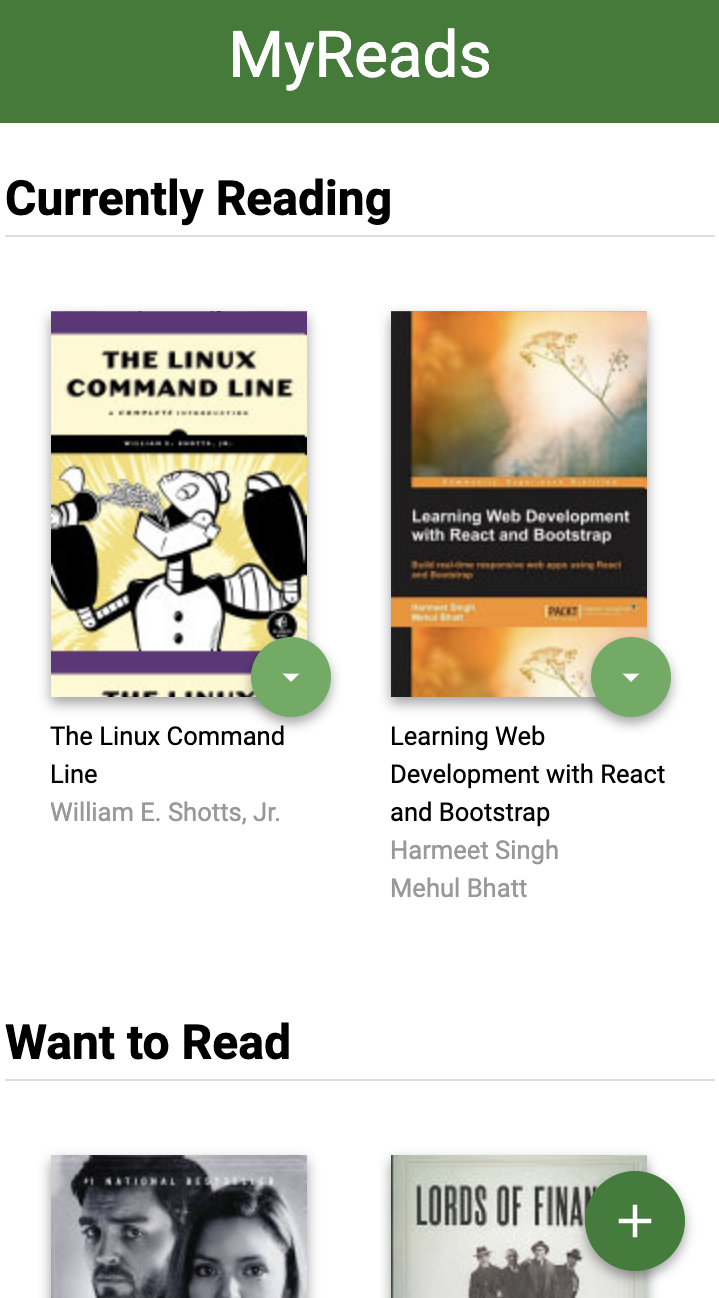 MyReads
Currently Reading
THE LINUX
COMMAND LINE
A COMPLETE INTRODUCTION
WILLIAM E. SHOTTS, JR.
THE LINUX
The Linux Command
Line
William E. Shotts, Jr.
Community Experience Distilled
Learning Web Development
with React and Bootstrap
Build real-time responsive web apps using React
and Bootstrap
Harmeet Singh
Mehul Bhatt
PACKT
Learning Web
Development with React
and Bootstrap
Harmeet Singh
Mehul Bhatt
Want to Read
#1 NATIONAL BESTSELLER
LORDS OF FINAN